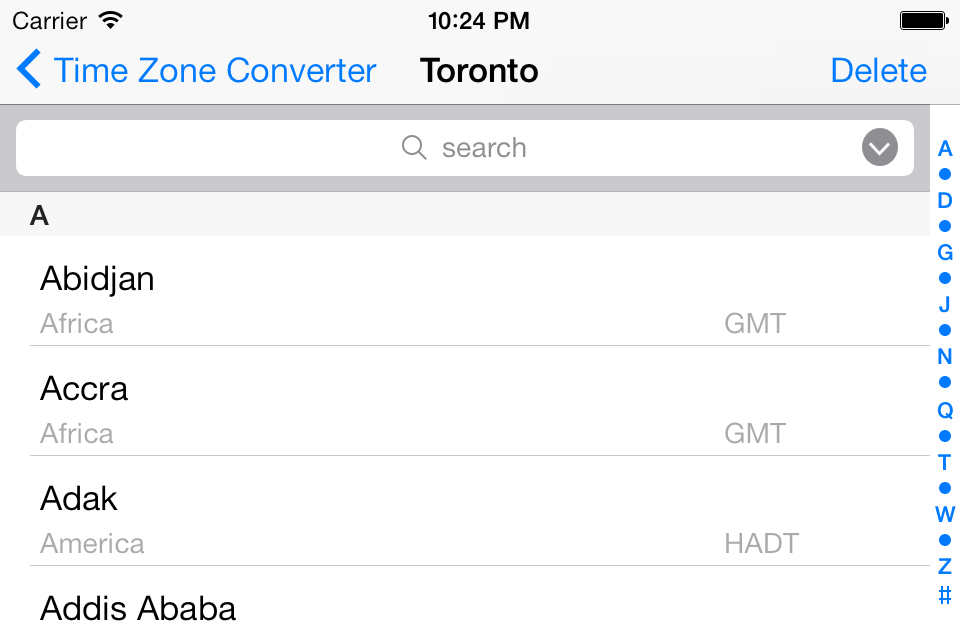 Carrier 10:24 PM
Time Zone Converter Toronto Delete
search
A
Abidjan
Africa GMT
Accra
Africa GMT
Adak
America HADT
Addis Ababa
A
D
G
J
N
Q
T
W
Z
#